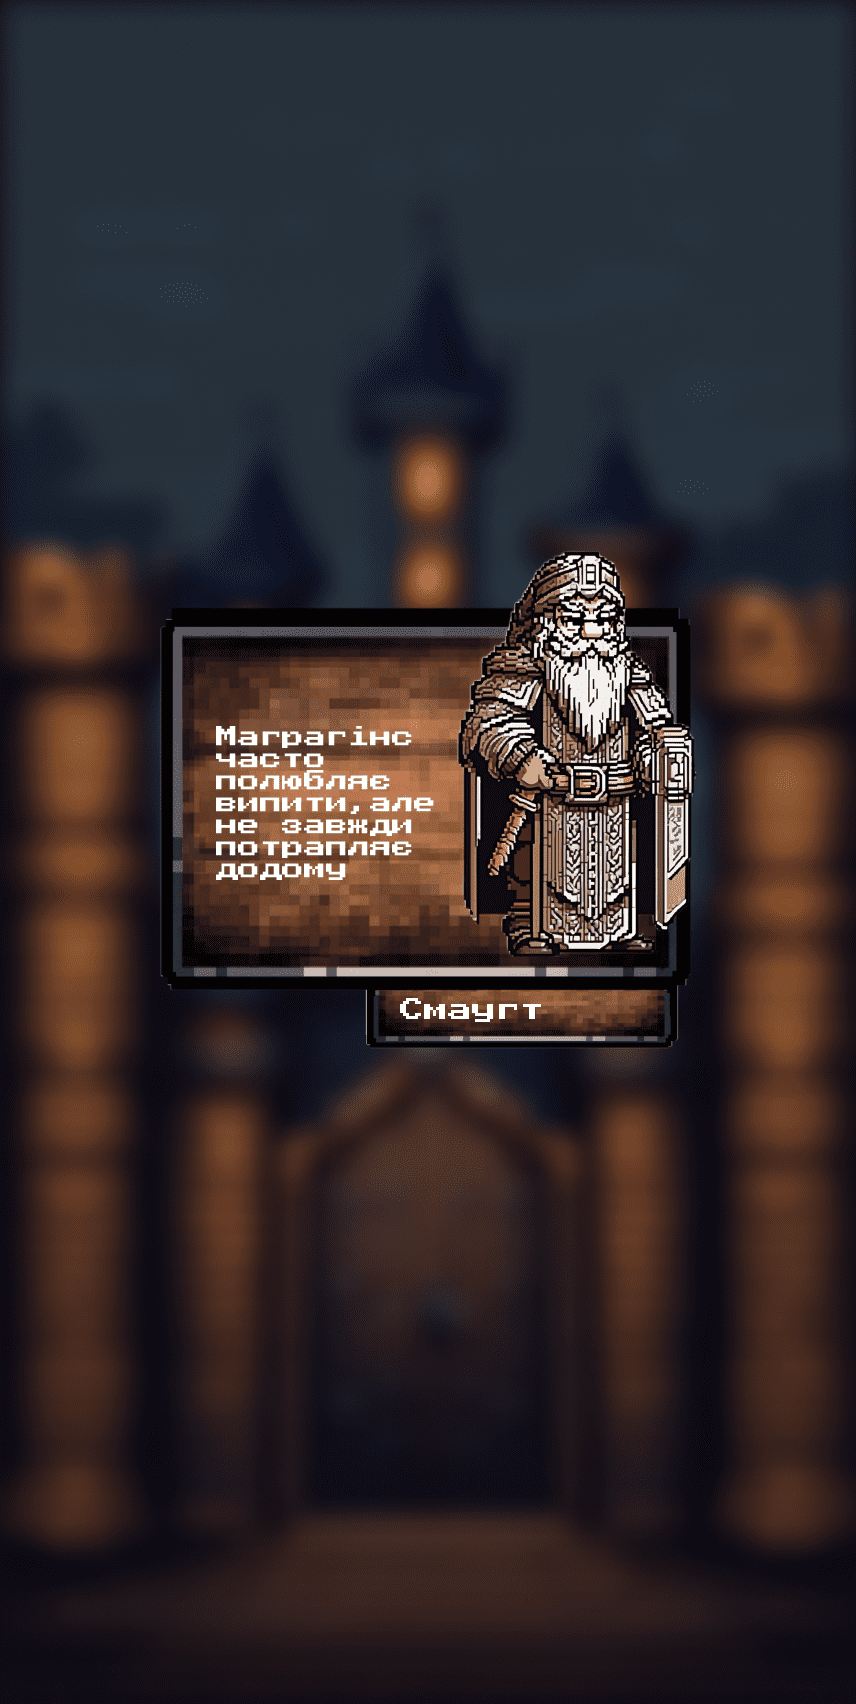 Маграгінс
часто
полюбляє
випити, але
не завжди
потрапляє
додому
Смаугт